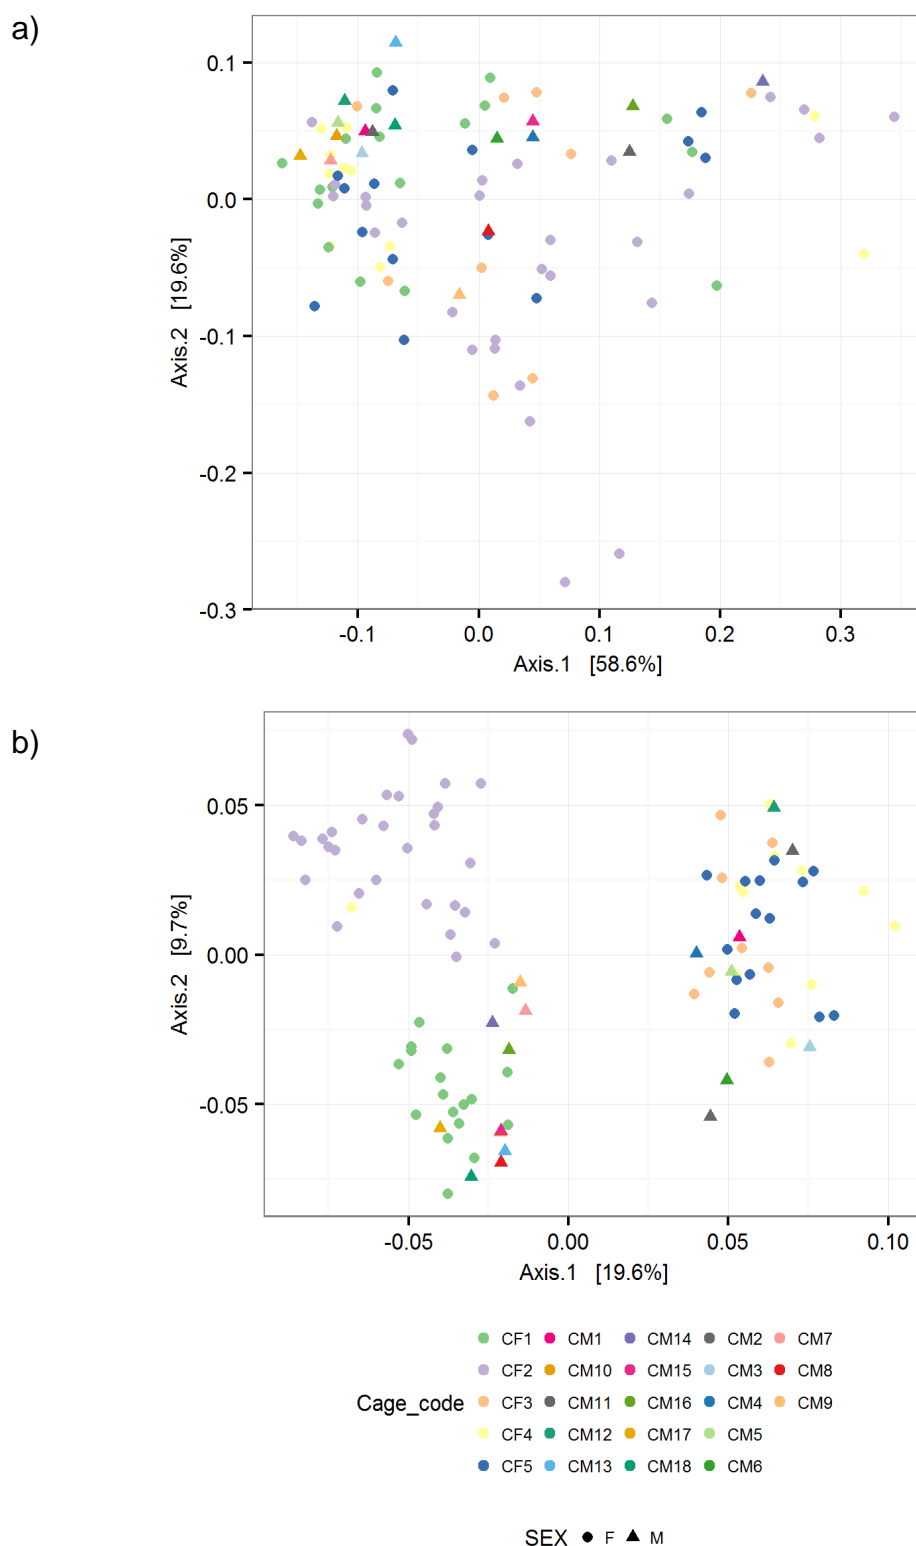 a)
0.1
0.0
-0.1
-0.2
-0.3
Axis.2 [19.6%]
-0.1 0.0 0.1 0.2 0.3
Axis.1 [58.6%]
b)
0.05
0.00
-0.05
Axis.2 [9.7%]
-0.05 0.00 0.05 0.10
Axis.1 [19.6%]
Cage_code
CF1 CM1 CM14 CM2 CM7
CF2 CM10 CM15 CM3 CM8
CF3 CM11 CM16 CM4 CM9
CF4 CM12 CM17 CM5
CF5 CM13 CM18 CM6
SEX F M